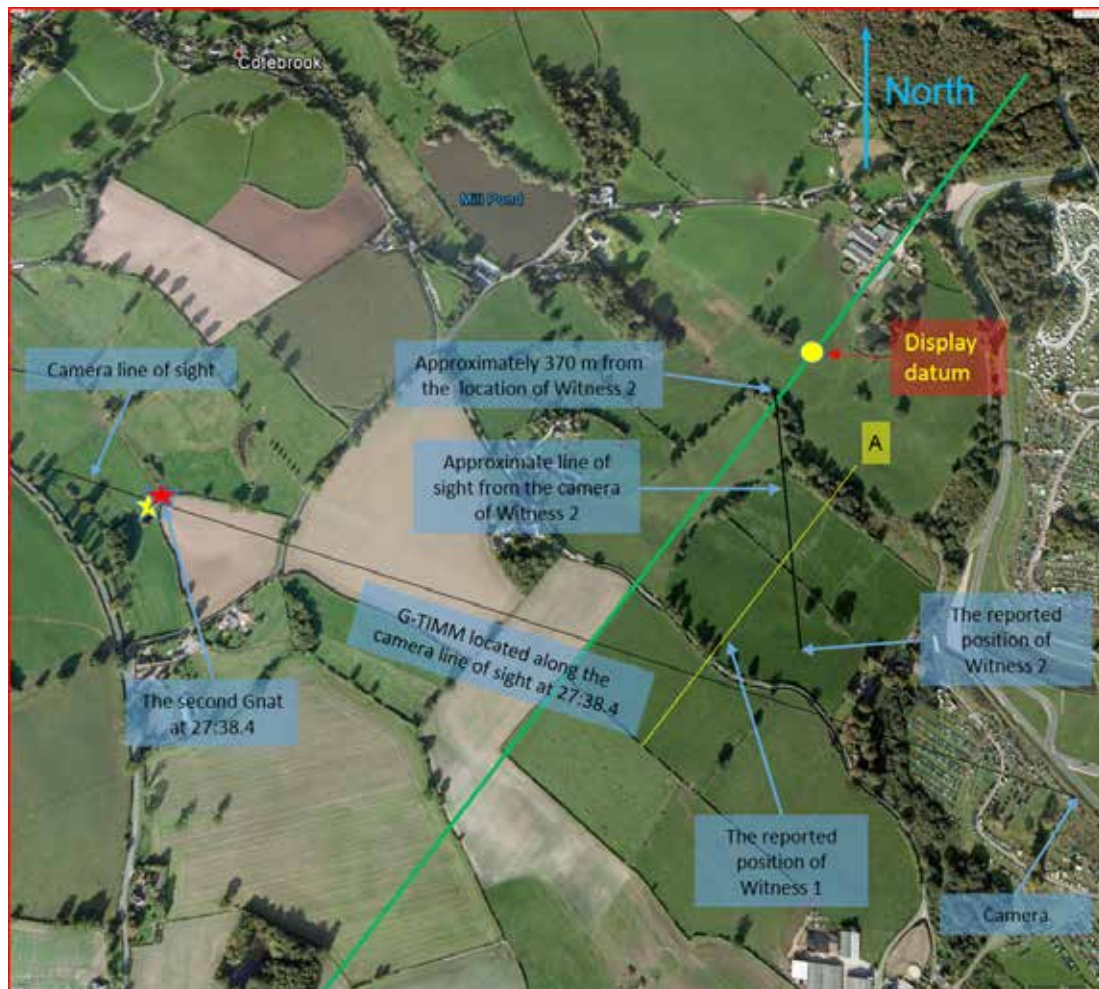 Cotebrook
North
Mill Pond
Camera line of sight
Approximately 370 m from
the location of Witness 2
Display
datum
A
Approximate line of
sight from the camera
of Witness 2
G-TIMM located along the
camera line of sight at 27:38.4
The reported
position of
Witness 2
The second Gnat
at 27:38.4
The reported
position of
Witness 1
Camera